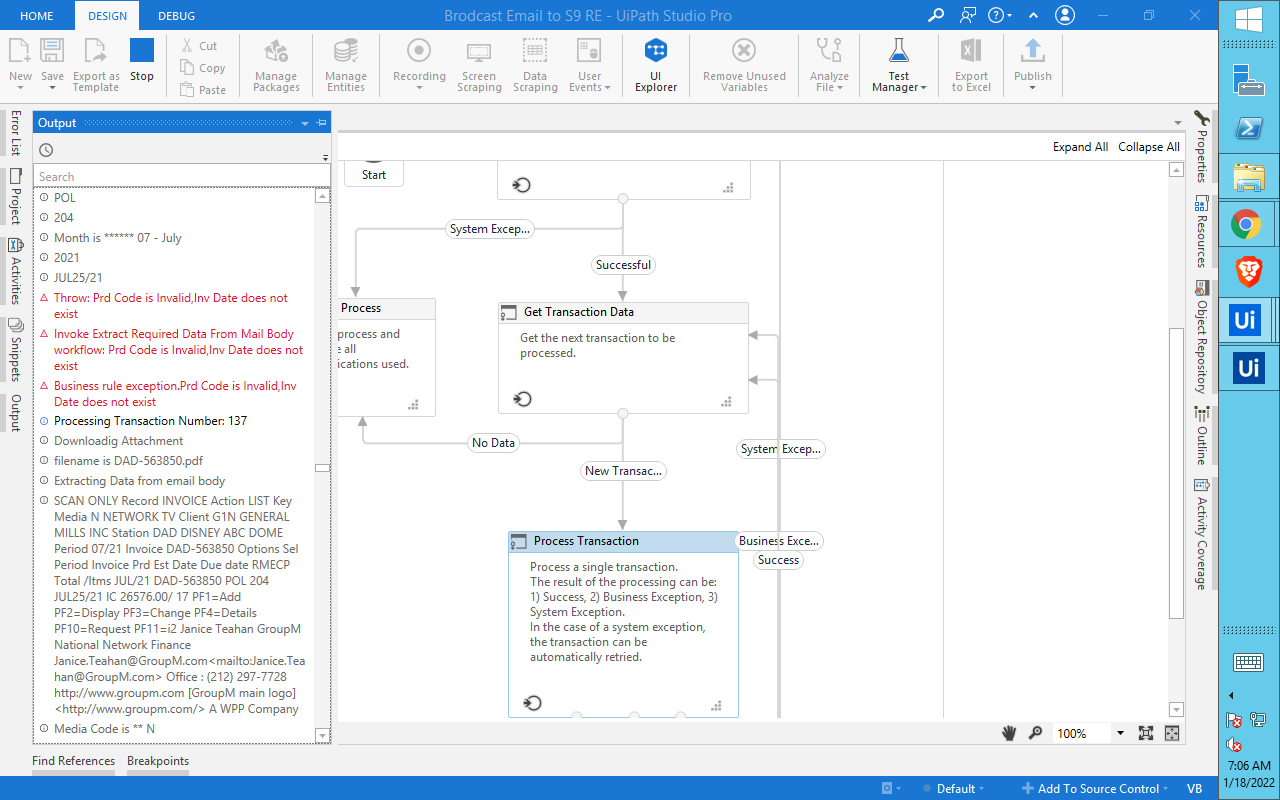 HOME
DESIGN
DEBUG
Brodcast Email to S9 RE - UiPath Studio Pro
New
Save
Export as
Template
Stop
Cut
Copy
Paste
Manage
Packages
Manage
Entities
Recording
Screen
Scraping
Data
Scraping
User
Events
UI
Explorer
Remove Unused
Variables
Analyze
File
Test
Manager
Export
to Excel
Publish
Error List
Project
Activities
Snippets
Output
Output
Search
POL
204
Month is ****** 07 - July
2021
JUL25/21
Throw: Prd Code is Invalid,Inv Date does not
exist
Invoke Extract Required Data From Mail Body
workflow: Prd Code is Invalid,Inv Date does not
exist
Business rule exception.Prd Code is Invalid,Inv
Date does not exist
Processing Transaction Number: 137
Downloadig Attachment
filename is DAD-563850.pdf
Extracting Data from email body
SCAN ONLY Record INVOICE Action LIST Key
Media N NETWORK TV Client G1N GENERAL
MILLS INC Station DAD DISNEY ABC DOME
Period 07/21 Invoice DAD-563850 Options Sel
Period Invoice Prd Est Date Due date RMECP
Total /Itms JUL/21 DAD-563850 POL 204
JUL25/21 IC 26576.00/ 17 PF1=Add
PF2=Display PF3=Change PF4=Details
PF10=Request PF11=i2 Janice Teahan GroupM
National Network Finance
Janice.Teahan@GroupM.com<mailto:Janice.Tea
han@GroupM.com> Office : (212) 297-7728
http://www.groupm.com [GroupM main logo]
<http://www.groupm.com/> A WPP Company
Media Code is ** N
Find References
Breakpoints
Expand All
Collapse All
Start
System Excep...
Successful
Process
process and
e all
ications used.
Get Transaction Data
Get the next transaction to be
processed.
No Data
New Transac...
System Excep...
Business Exce...
Success
Process Transaction
Process a single transaction.
The result of the processing can be:
1) Success, 2) Business Exception, 3)
System Exception.
In the case of a system exception,
the transaction can be
automatically retried.
100%
Properties
Resources
Object Repository
Outline
Activity Coverage
Default
Add To Source Control
VB
Ui
Ui
7:06 AM
1/18/2022